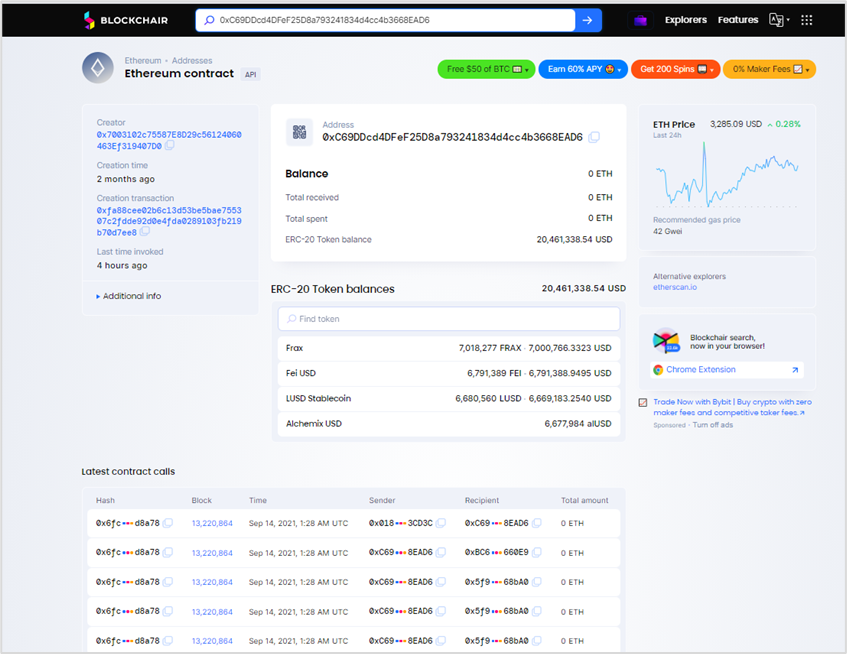 BLOCKCHAIR
0xC69DDcd4DFeF25D8a793241834d4cc4b3668EAD6
Explorers
Features
Ethereum • Addresses
Ethereum contract API
Free $50 of BTC
Earn 60% APY
Get 200 Spins
0% Maker Fees
Creator
0x7003102c75587E8D29c56124060
463Ef319407D0
Creation time
2 months ago
Creation transaction
0xfa88cee02b6c13d53be5bae7553
07c2fdde92d0e4fda0289103fb219
b70d7ee8
Last time invoked
4 hours ago
Additional info
Address
0xC69DDcd4DFeF25D8a793241834d4cc4b3668EAD6
Balance 0 ETH
Total received 0 ETH
Total spent 0 ETH
ERC-20 Token balance 20,461,338.54 USD
ERC-20 Token balances 20,461,338.54 USD
Find token
Frax 7,018,277 FRAX · 7,000,766.3323 USD
Fei USD 6,791,389 FEI · 6,791,388.9495 USD
LUSD Stablecoin 6,680,560 LUSD · 6,669,183.2540 USD
Alchemix USD 6,677,984 alUSD
ETH Price 3,285.09 USD 0.28%
Last 24h
Recommended gas price
42 Gwei
Alternative explorers
etherscan.io
Blockchair search,
now in your browser!
Chrome Extension
Trade Now with Bybit | Buy crypto with zero
maker fees and competitive taker fees.
Sponsored · Turn off ads
Latest contract calls
Hash Block Time Sender Recipient Total amount
0x6fc•••d8a78 13,220,864 Sep 14, 2021, 1:28 AM UTC 0x018•••3CD3C 0xC69•••8EAD6 0 ETH
0x6fc•••d8a78 13,220,864 Sep 14, 2021, 1:28 AM UTC 0xC69•••8EAD6 0xBC6•••660E9 0 ETH
0x6fc•••d8a78 13,220,864 Sep 14, 2021, 1:28 AM UTC 0xC69•••8EAD6 0x5f9•••68bA0 0 ETH
0x6fc•••d8a78 13,220,864 Sep 14, 2021, 1:28 AM UTC 0xC69•••8EAD6 0x5f9•••68bA0 0 ETH
0x6fc•••d8a78 13,220,864 Sep 14, 2021, 1:28 AM UTC 0xC69•••8EAD6 0x5f9•••68bA0 0 ETH